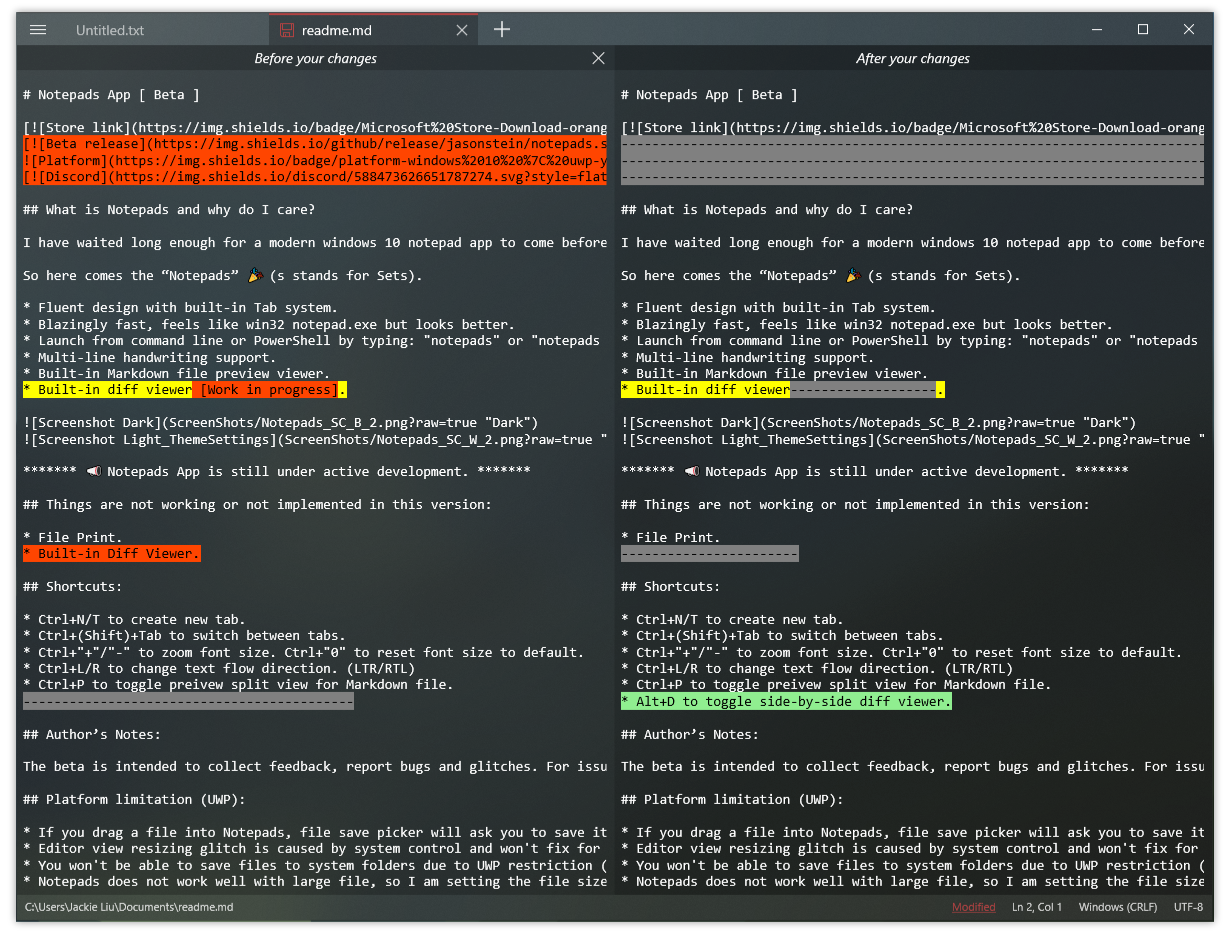 Untitled.txt
readme.md
Before your changes
# Notepads App [ Beta ]
[![Store link](https://img.shields.io/badge/Microsoft%20Store-Download-orang
[![Beta release](https://img.shields.io/github/release/jasonstein/notepads.s
![Platform](https://img.shields.io/badge/platform-windows%2010%20%7C%20uwp-y
[![Discord](https://img.shields.io/discord/588473626651787274.svg?style=flat
## What is Notepads and why do I care?
I have waited long enough for a modern windows 10 notepad app to come before
So here comes the “Notepads” 🎉 (s stands for Sets).
* Fluent design with built-in Tab system.
* Blazingly fast, feels like win32 notepad.exe but looks better.
* Launch from command line or PowerShell by typing: "notepads" or "notepads
* Multi-line handwriting support.
* Built-in Markdown file preview viewer.
* Built-in diff viewer [Work in progress].
![Screenshot Dark](ScreenShots/Notepads_SC_B_2.png?raw=true "Dark")
![Screenshot Light_ThemeSettings](ScreenShots/Notepads_SC_W_2.png?raw=true "
******* 📢 Notepads App is still under active development. *******
## Things are not working or not implemented in this version:
* File Print.
* Built-in Diff Viewer.
## Shortcuts:
* Ctrl+N/T to create new tab.
* Ctrl+(Shift)+Tab to switch between tabs.
* Ctrl+"+"/"-" to zoom font size. Ctrl+"0" to reset font size to default.
* Ctrl+L/R to change text flow direction. (LTR/RTL)
* Ctrl+P to toggle preivew split view for Markdown file.
-------------------------------------------
## Author’s Notes:
The beta is intended to collect feedback, report bugs and glitches. For issu
## Platform limitation (UWP):
* If you drag a file into Notepads, file save picker will ask you to save it
* Editor view resizing glitch is caused by system control and won't fix for
* You won't be able to save files to system folders due to UWP restriction (
* Notepads does not work well with large file, so I am setting the file size
After your changes
# Notepads App [ Beta ]
[![Store link](https://img.shields.io/badge/Microsoft%20Store-Download-orang
----------------------------------------------------------------------------
----------------------------------------------------------------------------
----------------------------------------------------------------------------
## What is Notepads and why do I care?
I have waited long enough for a modern windows 10 notepad app to come before
So here comes the “Notepads” 🎉 (s stands for Sets).
* Fluent design with built-in Tab system.
* Blazingly fast, feels like win32 notepad.exe but looks better.
* Launch from command line or PowerShell by typing: "notepads" or "notepads
* Multi-line handwriting support.
* Built-in Markdown file preview viewer.
* Built-in diff viewer-------------------.
![Screenshot Dark](ScreenShots/Notepads_SC_B_2.png?raw=true "Dark")
![Screenshot Light_ThemeSettings](ScreenShots/Notepads_SC_W_2.png?raw=true "
******* 📢 Notepads App is still under active development. *******
## Things are not working or not implemented in this version:
* File Print.
-----------------------
## Shortcuts:
* Ctrl+N/T to create new tab.
* Ctrl+(Shift)+Tab to switch between tabs.
* Ctrl+"+"/"-" to zoom font size. Ctrl+"0" to reset font size to default.
* Ctrl+L/R to change text flow direction. (LTR/RTL)
* Ctrl+P to toggle preivew split view for Markdown file.
* Alt+D to toggle side-by-side diff viewer.
## Author’s Notes:
The beta is intended to collect feedback, report bugs and glitches. For issu
## Platform limitation (UWP):
* If you drag a file into Notepads, file save picker will ask you to save it
* Editor view resizing glitch is caused by system control and won't fix for
* You won't be able to save files to system folders due to UWP restriction (
* Notepads does not work well with large file, so I am setting the file size
C:\Users\Jackie Liu\Documents\readme.md
Modified
Ln 2, Col 1
Windows (CRLF)
UTF-8